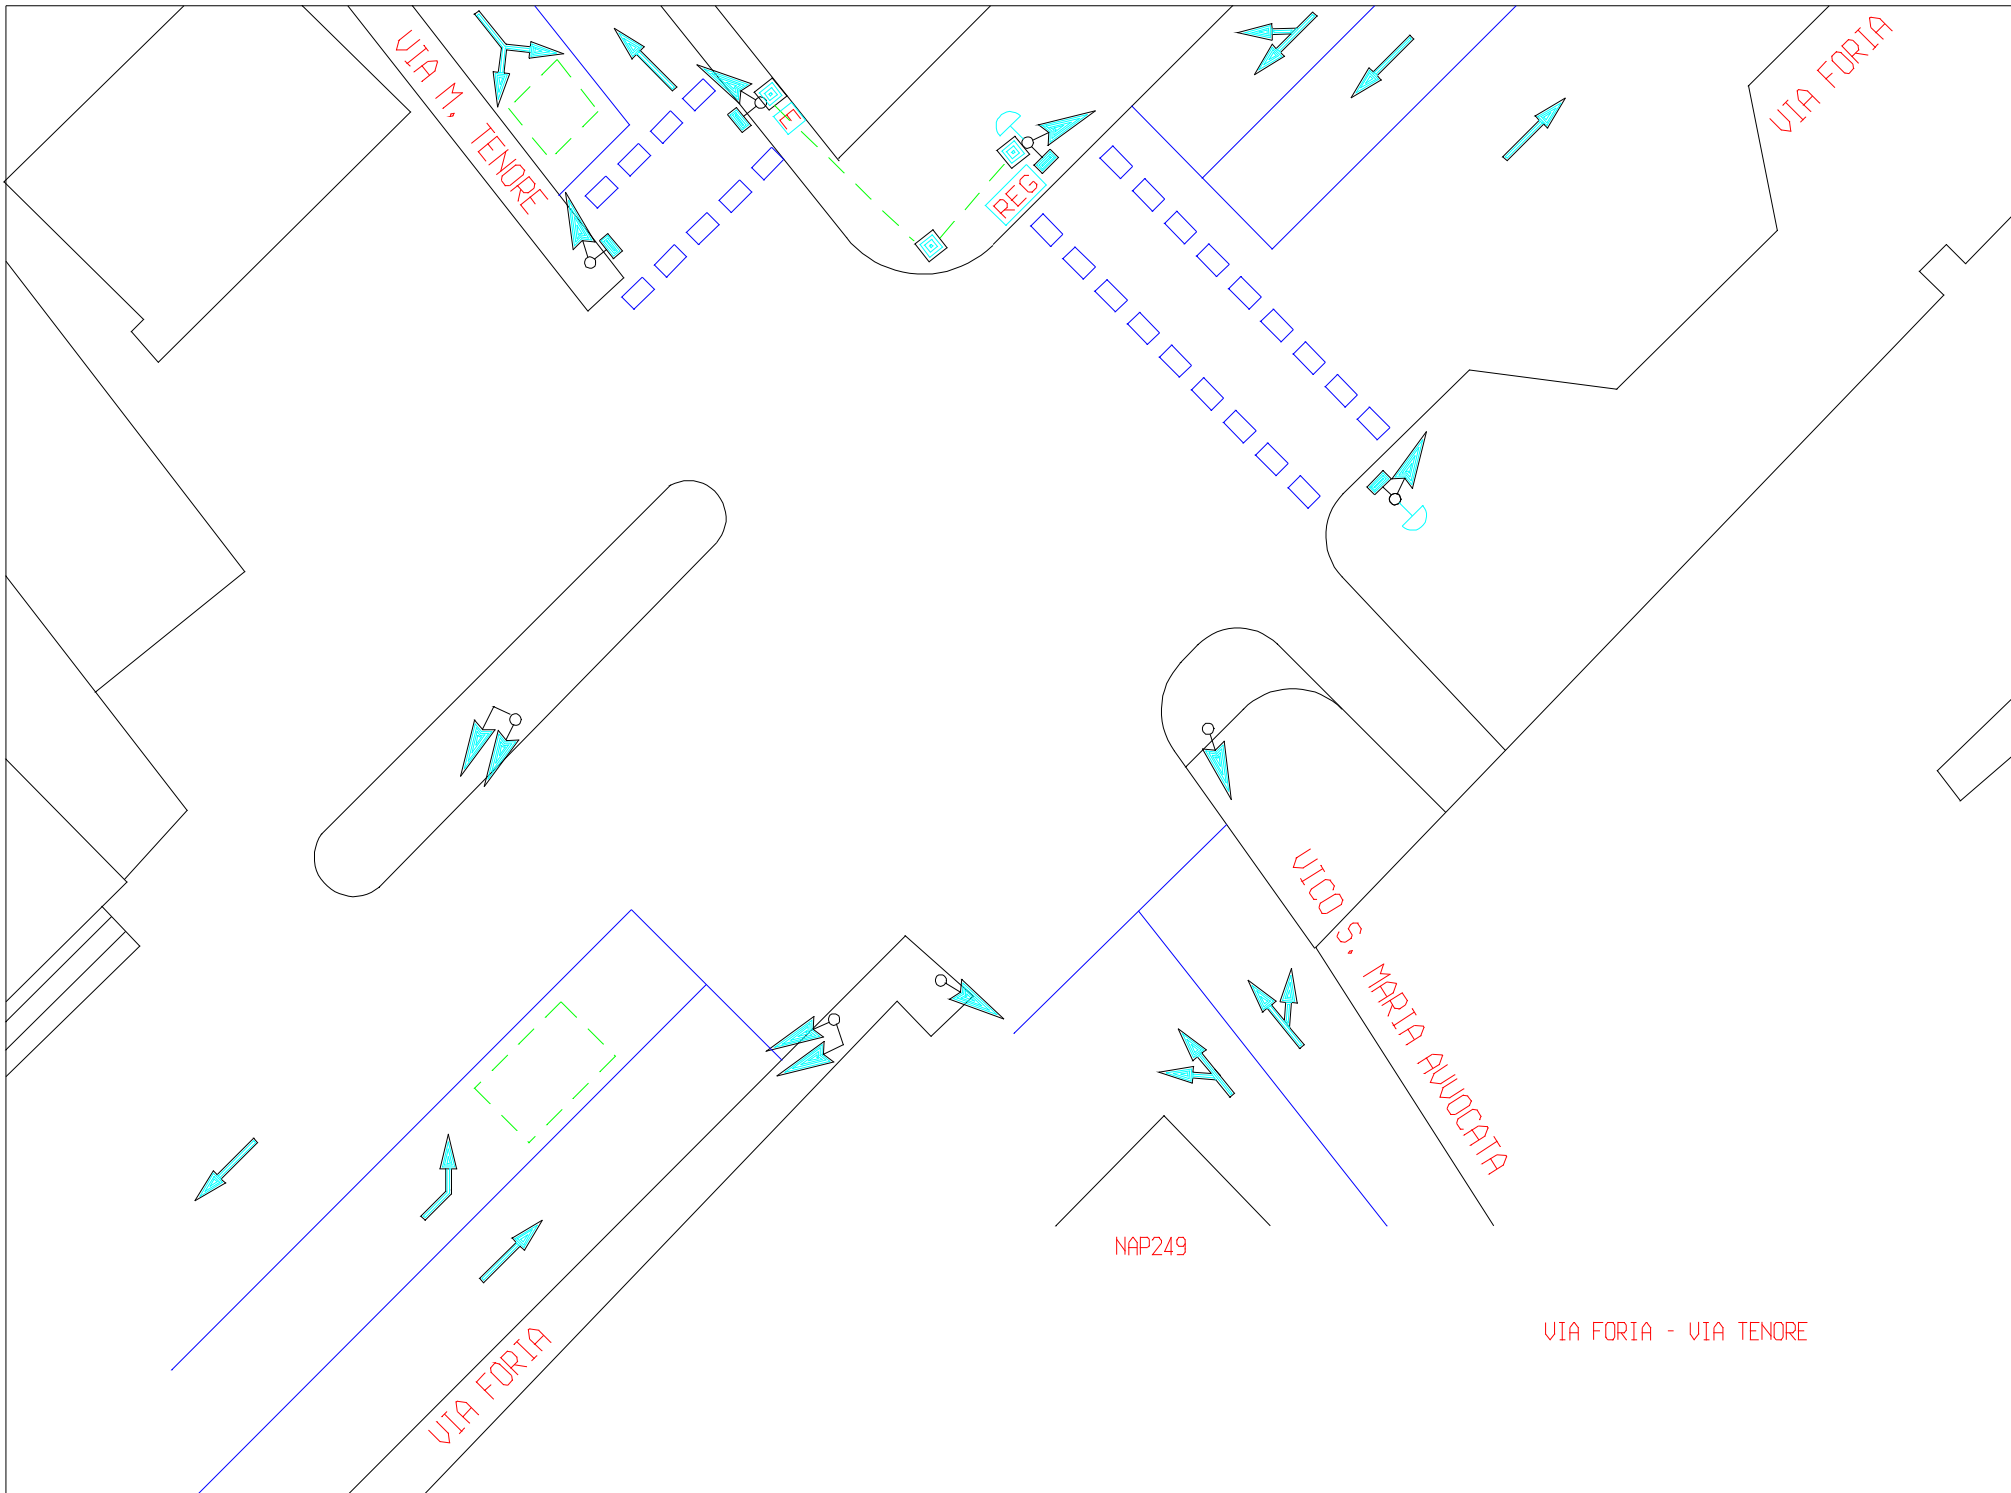 VIA M. TENORE
E
REG
VIA FORIA
VICO S. MARIA AVVOCATA
NAP249
VIA FORIA - VIA TENORE
VIA FORIA